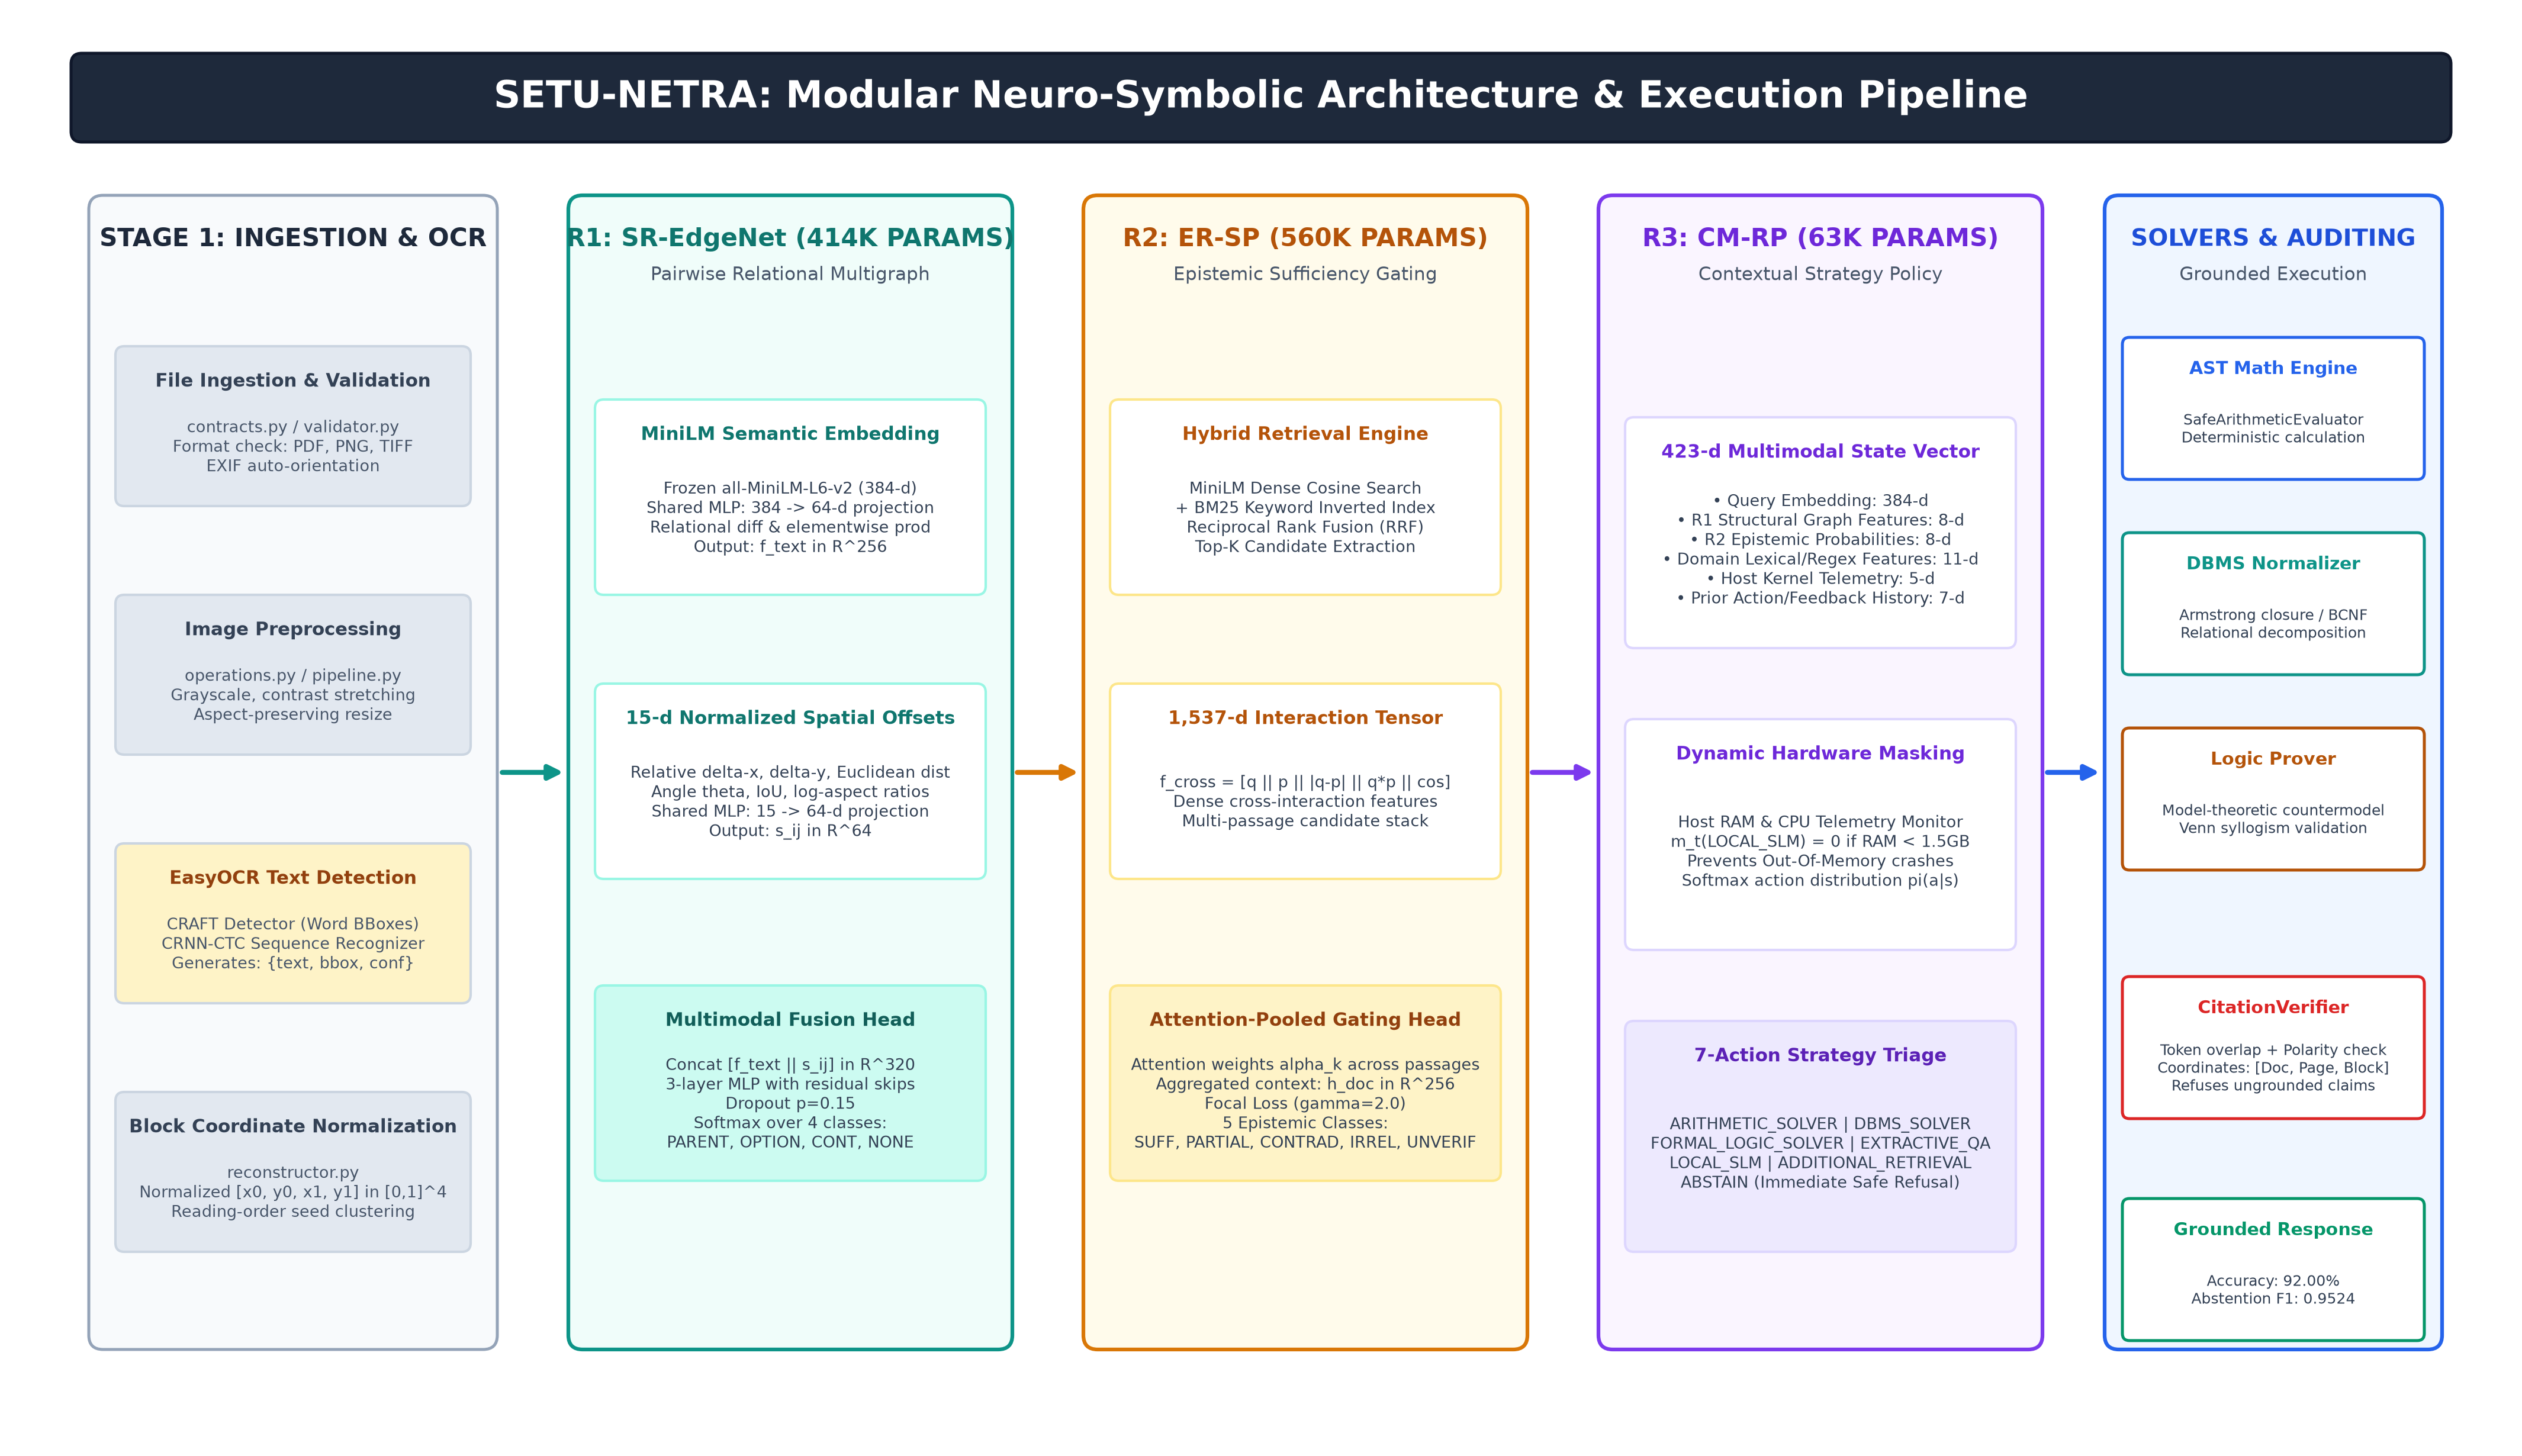 SETU-NETRA: Modular Neuro-Symbolic Architecture & Execution Pipeline
STAGE 1: INGESTION & OCR
File Ingestion & Validation
contracts.py / validator.py
Format check: PDF, PNG, TIFF
EXIF auto-orientation
Image Preprocessing
operations.py / pipeline.py
Grayscale, contrast stretching
Aspect-preserving resize
EasyOCR Text Detection
CRAFT Detector (Word BBoxes)
CRNN-CTC Sequence Recognizer
Generates: {text, bbox, conf}
Block Coordinate Normalization
reconstructor.py
Normalized [x0, y0, x1, y1] in [0,1]^4
Reading-order seed clustering
R1: SR-EdgeNet (414K PARAMS)
Pairwise Relational Multigraph
MiniLM Semantic Embedding
Frozen all-MiniLM-L6-v2 (384-d)
Shared MLP: 384 -> 64-d projection
Relational diff & elementwise prod
Output: f_text in R^256
15-d Normalized Spatial Offsets
Relative delta-x, delta-y, Euclidean dist
Angle theta, IoU, log-aspect ratios
Shared MLP: 15 -> 64-d projection
Output: s_ij in R^64
Multimodal Fusion Head
Concat [f_text || s_ij] in R^320
3-layer MLP with residual skips
Dropout p=0.15
Softmax over 4 classes:
PARENT, OPTION, CONT, NONE
R2: ER-SP (560K PARAMS)
Epistemic Sufficiency Gating
Hybrid Retrieval Engine
MiniLM Dense Cosine Search
+ BM25 Keyword Inverted Index
Reciprocal Rank Fusion (RRF)
Top-K Candidate Extraction
1,537-d Interaction Tensor
f_cross = [q || p || |q-p| || q*p || cos]
Dense cross-interaction features
Multi-passage candidate stack
Attention-Pooled Gating Head
Attention weights alpha_k across passages
Aggregated context: h_doc in R^256
Focal Loss (gamma=2.0)
5 Epistemic Classes:
SUFF, PARTIAL, CONTRAD, IRREL, UNVERIF
R3: CM-RP (63K PARAMS)
Contextual Strategy Policy
423-d Multimodal State Vector
• Query Embedding: 384-d
• R1 Structural Graph Features: 8-d
• R2 Epistemic Probabilities: 8-d
• Domain Lexical/Regex Features: 11-d
• Host Kernel Telemetry: 5-d
• Prior Action/Feedback History: 7-d
Dynamic Hardware Masking
Host RAM & CPU Telemetry Monitor
m_t(LOCAL_SLM) = 0 if RAM < 1.5GB
Prevents Out-Of-Memory crashes
Softmax action distribution pi(a|s)
7-Action Strategy Triage
ARITHMETIC_SOLVER | DBMS_SOLVER
FORMAL_LOGIC_SOLVER | EXTRACTIVE_QA
LOCAL_SLM | ADDITIONAL_RETRIEVAL
ABSTAIN (Immediate Safe Refusal)
SOLVERS & AUDITING
Grounded Execution
AST Math Engine
SafeArithmeticEvaluator
Deterministic calculation
DBMS Normalizer
Armstrong closure / BCNF
Relational decomposition
Logic Prover
Model-theoretic countermodel
Venn syllogism validation
CitationVerifier
Token overlap + Polarity check
Coordinates: [Doc, Page, Block]
Refuses ungrounded claims
Grounded Response
Accuracy: 92.00%
Abstention F1: 0.9524